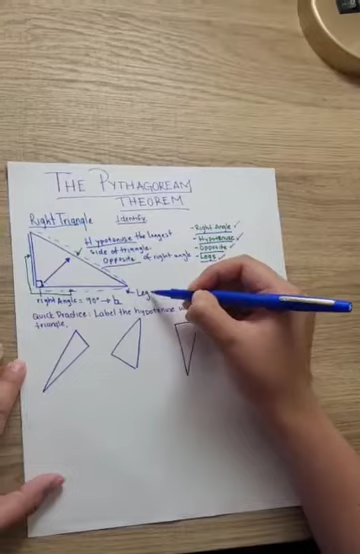 THE PYTHAGOREAM
THEOREM
Right Triangle
Identify
Hypotenuse the longest
side of triangle.
Opposite of right angle
- Right Angle ✓
- Hypotenuse ✓
- Opposite ✓
- Legs ✓
← Leg
right Angle = 90° → b
Quick Practice: Label the hypotenuse
triangle.